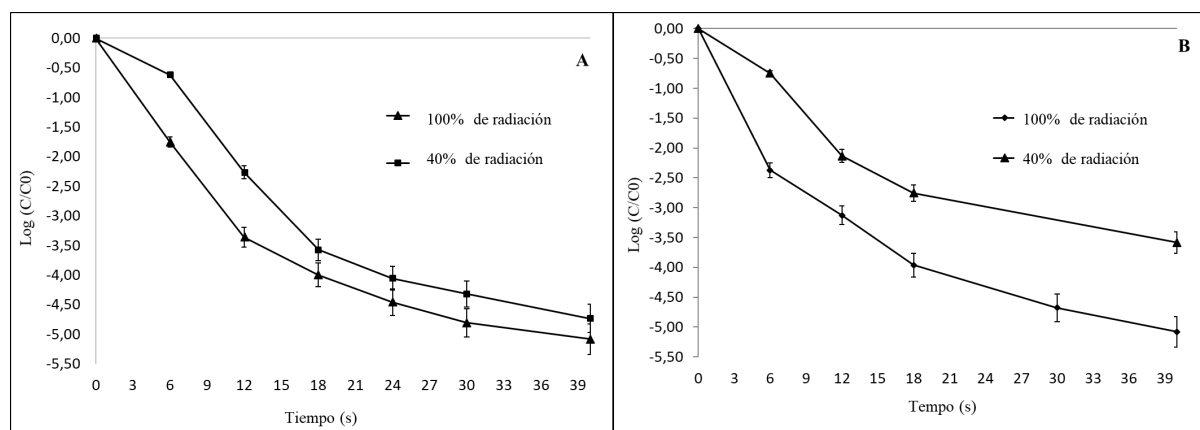 A
0,00
-0,50
-1,00
-1,50
-2,00
-2,50
-3,00
-3,50
-4,00
-4,50
-5,00
-5,50
Log (C/C0)
100% de radiación
40% de radiación
0 3 6 9 12 15 18 21 24 27 30 33 36 39
Tiempo (s)
B
0,00
-0,50
-1,00
-1,50
-2,00
-2,50
-3,00
-3,50
-4,00
-4,50
-5,00
-5,50
Log (C/C0)
100% de radiación
40% de radiación
0 3 6 9 12 15 18 21 24 27 30 33 36 39
Tempo (s)